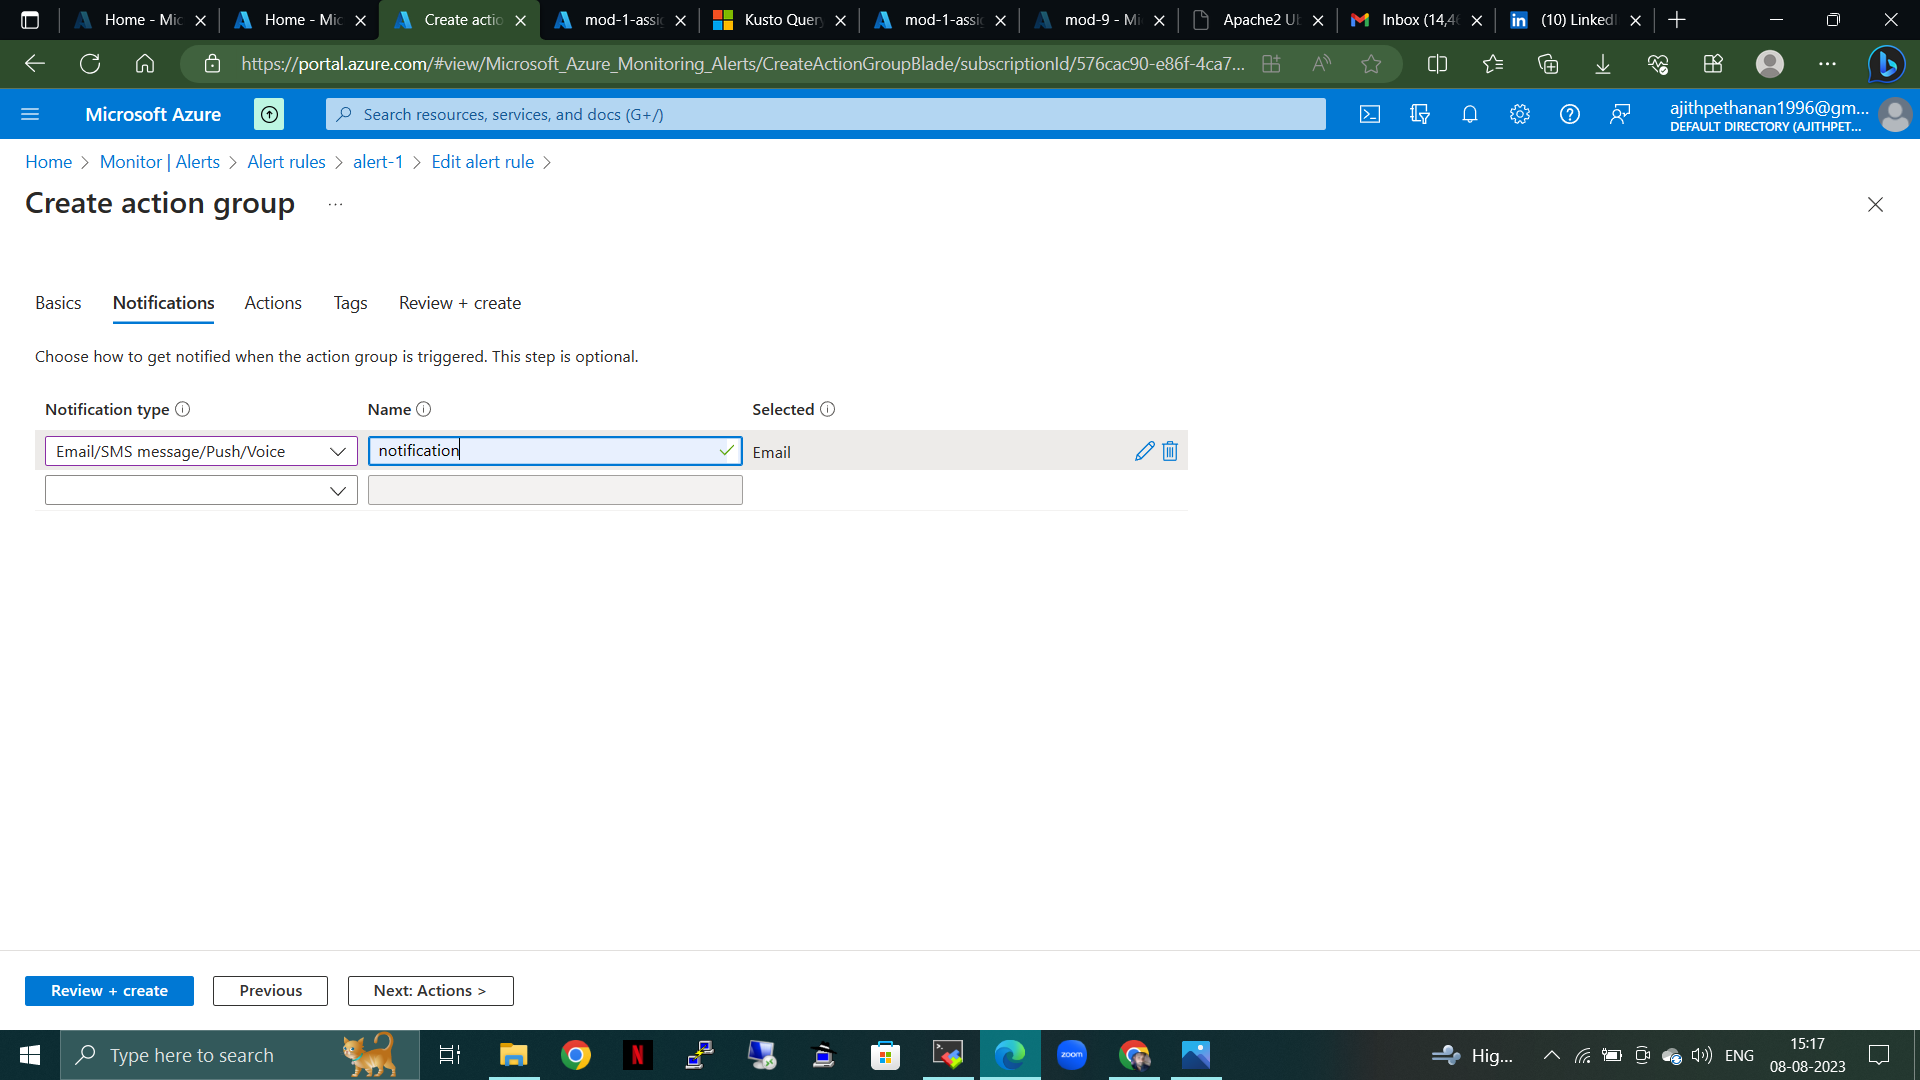 Home - Mic
Home - Mic
Create actio
mod-1-assig
Kusto Query
mod-1-assig
mod-9 - Mi
Apache2 Ub
Inbox (14,46
(10) LinkedI
https://portal.azure.com/#view/Microsoft_Azure_Monitoring_Alerts/CreateActionGroupBlade/subscriptionId/576cac90-e86f-4ca7...
Microsoft Azure
Search resources, services, and docs (G+/)
ajithpethanan1996@gm...
DEFAULT DIRECTORY (AJITHPET...
Home > Monitor | Alerts > Alert rules > alert-1 > Edit alert rule >
Create action group ...
Basics Notifications Actions Tags Review + create
Choose how to get notified when the action group is triggered. This step is optional.
Notification type Name Selected
Email/SMS message/Push/Voice notification Email
Review + create Previous Next: Actions >
Type here to search
zoom
Hig...
ENG
15:17
08-08-2023